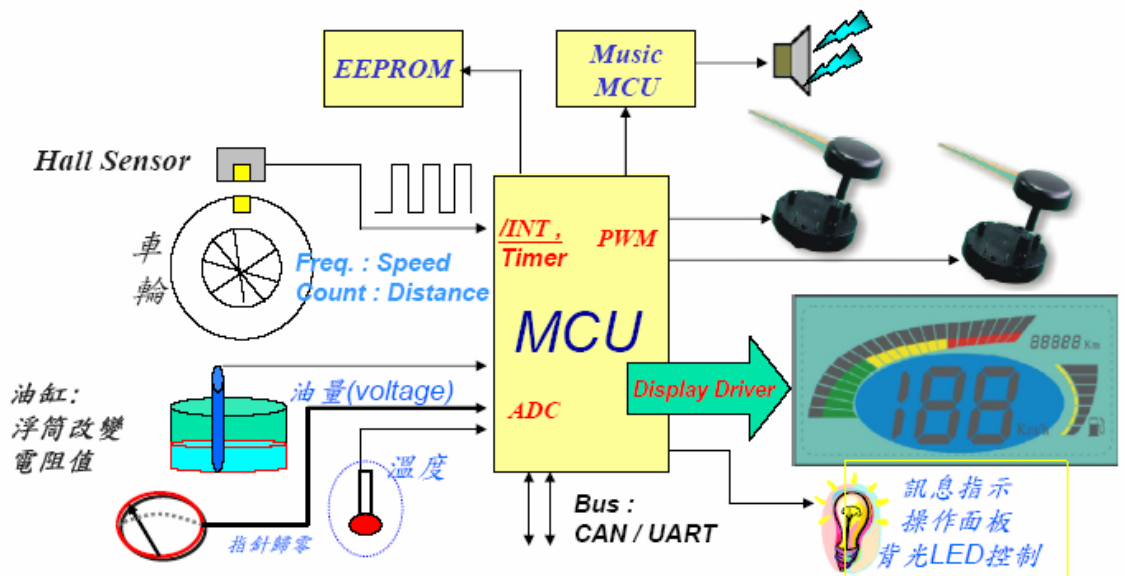 EEPROM
Music
MCU
Hall Sensor
車
輪
/INT ,
Timer
PWM
Freq. : Speed
Count : Distance
MCU
88888 Km
188
Km/h
Display Driver
油缸:
浮筒改變
電阻值
油量(voltage)
ADC
溫度
指針歸零
Bus :
CAN / UART
訊息指示
操作面板
背光LED控制